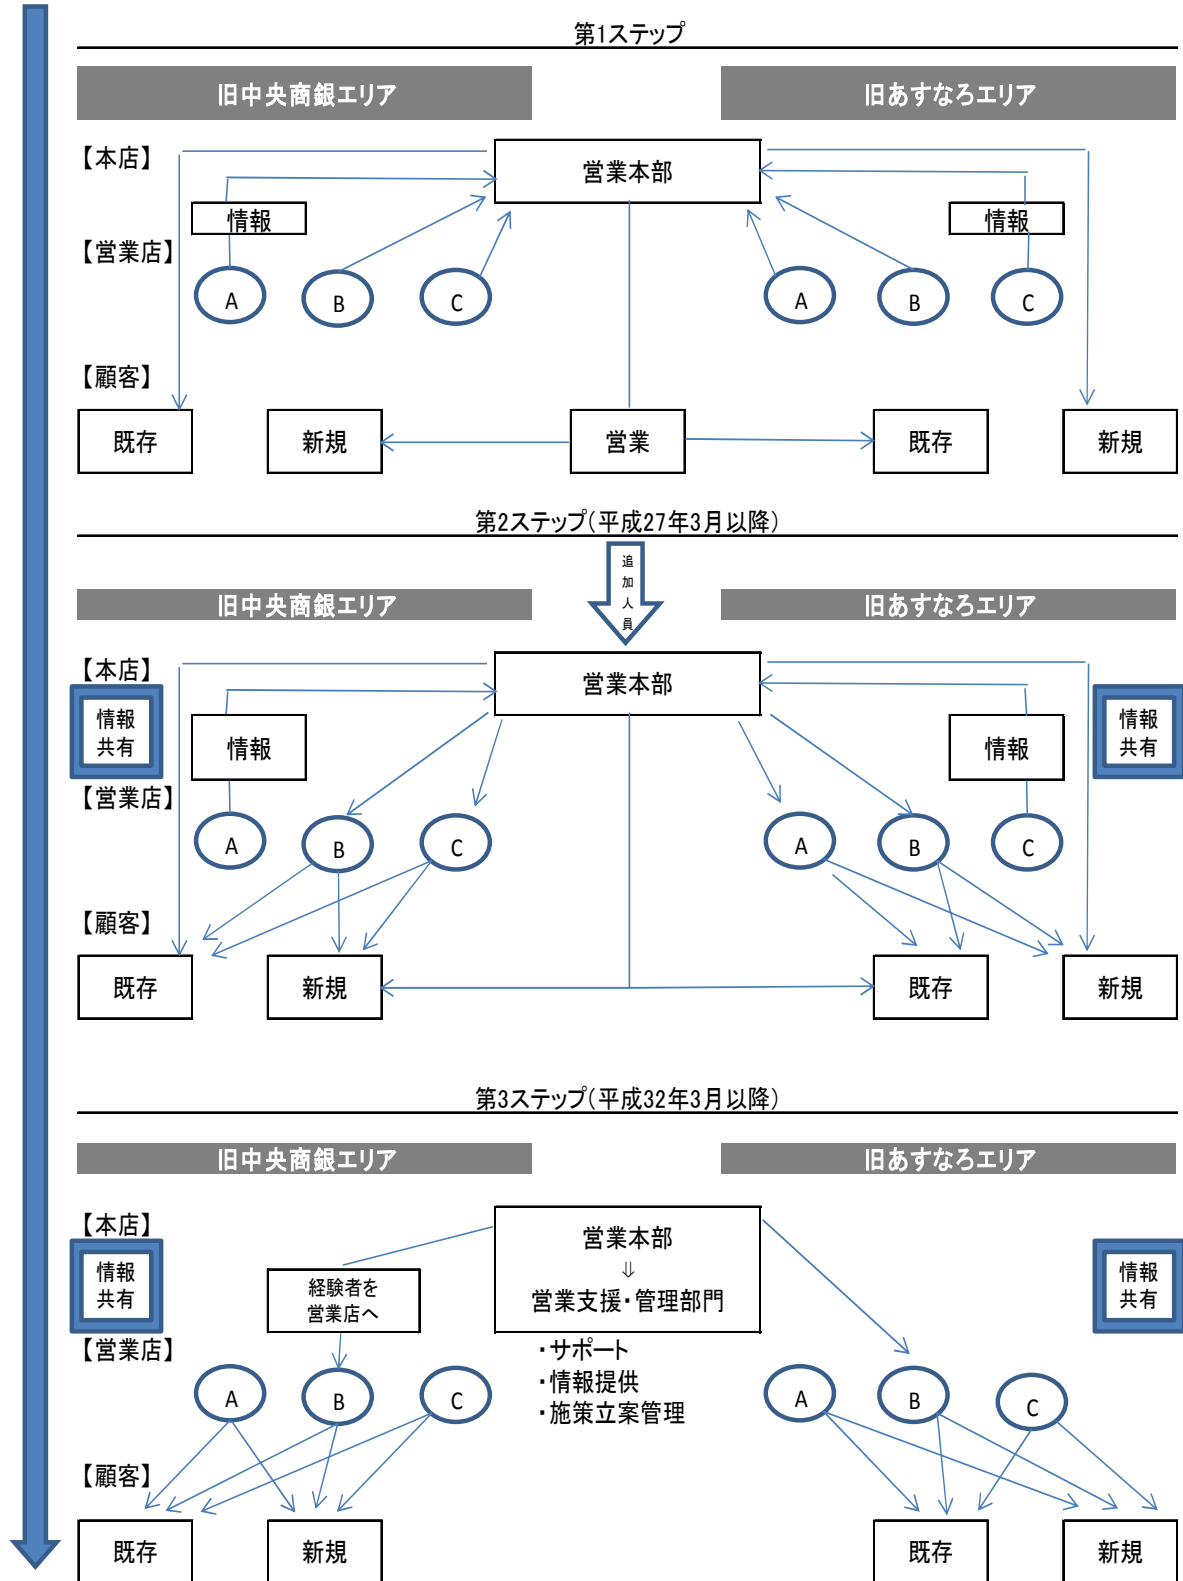 第1ステップ
旧中央商銀エリア
旧あすなろエリア
【本店】
営業本部
情報
情報
【営業店】
A
B
C
A
B
C
【顧客】
既存
新規
営業
既存
新規
第2ステップ(平成27年3月以降)
追加人員
旧中央商銀エリア
旧あすなろエリア
【本店】
営業本部
情報
共有
情報
情報
情報
共有
【営業店】
A
B
C
A
B
C
【顧客】
既存
新規
既存
新規
第3ステップ(平成32年3月以降)
旧中央商銀エリア
旧あすなろエリア
【本店】
営業本部
⇓
営業支援・管理部門
情報
共有
経験者を
営業店へ
情報
共有
【営業店】
・サポート
・情報提供
・施策立案管理
A
B
C
A
B
C
【顧客】
既存
新規
既存
新規